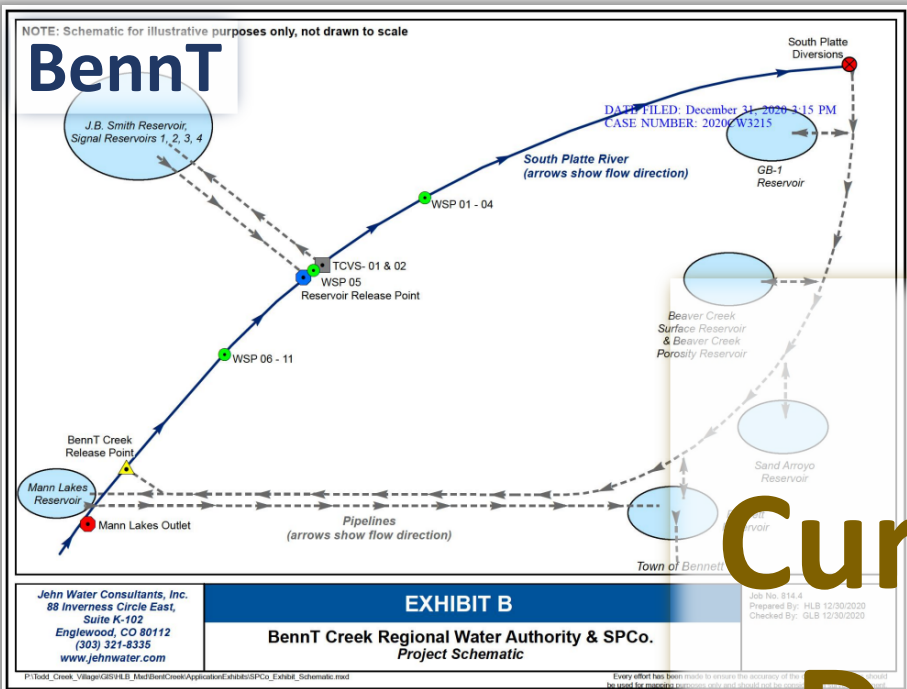 NOTE: Schematic for illustrative purposes only, not drawn to scale
BennT
South Platte
Diversions
J.B. Smith Reservoir,
Signal Reservoirs 1, 2, 3, 4
DATE FILED: December 31, 2020 3:15 PM
CASE NUMBER: 2020CW3215
GB-1
Reservoir
South Platte River
(arrows show flow direction)
WSP 01 - 04
TCVS- 01 & 02
WSP 05
Reservoir Release Point
Beaver Creek
Surface Reservoir
& Beaver Creek
Porosity Reservoir
WSP 06 - 11
BennT Creek
Release Point
Sand Arroyo
Reservoir
Mann Lakes
Reservoir
Mann Lakes Outlet
Pipelines
(arrows show flow direction)
Town of Bennett
Cur
Jehn Water Consultants, Inc.
88 Inverness Circle East,
Suite K-102
Englewood, CO 80112
(303) 321-8335
www.jehnwater.com
EXHIBIT B
BennT Creek Regional Water Authority & SPCo.
Project Schematic
Job No. 814.4
Prepared By: HLB 12/30/2020
Checked By: GLB 12/30/2020
P:\Todd_Creek_Village\GIS\HLB_Mxd\BentCreek\ApplicationExhibits\SPCo_Exhibit_Schematic.mxd
Every effort has been made to ensure the accuracy of the should
be used for mapping purposes only and should not be